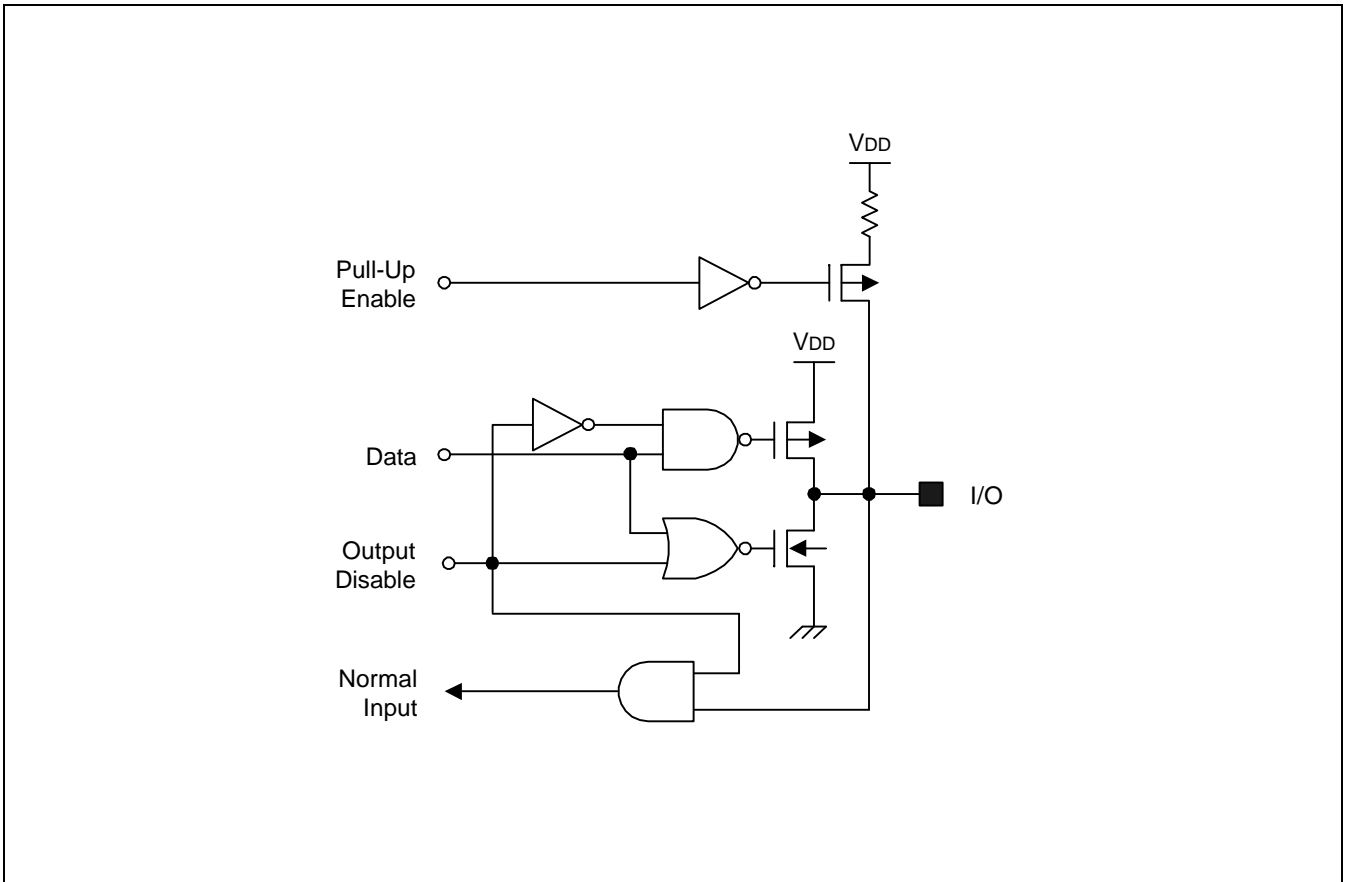 VDD
Pull-Up
Enable
VDD
Data
I/O
Output
Disable
Normal
Input